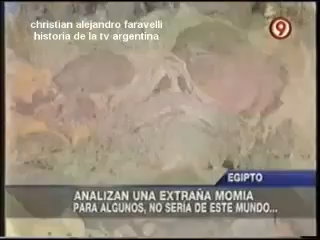 christian alejandro faravelli
historia de la tv argentina
9
EGIPTO
ANALIZAN UNA EXTRAÑA MOMIA
PARA ALGUNOS, NO SERIA DE ESTE MUNDO...